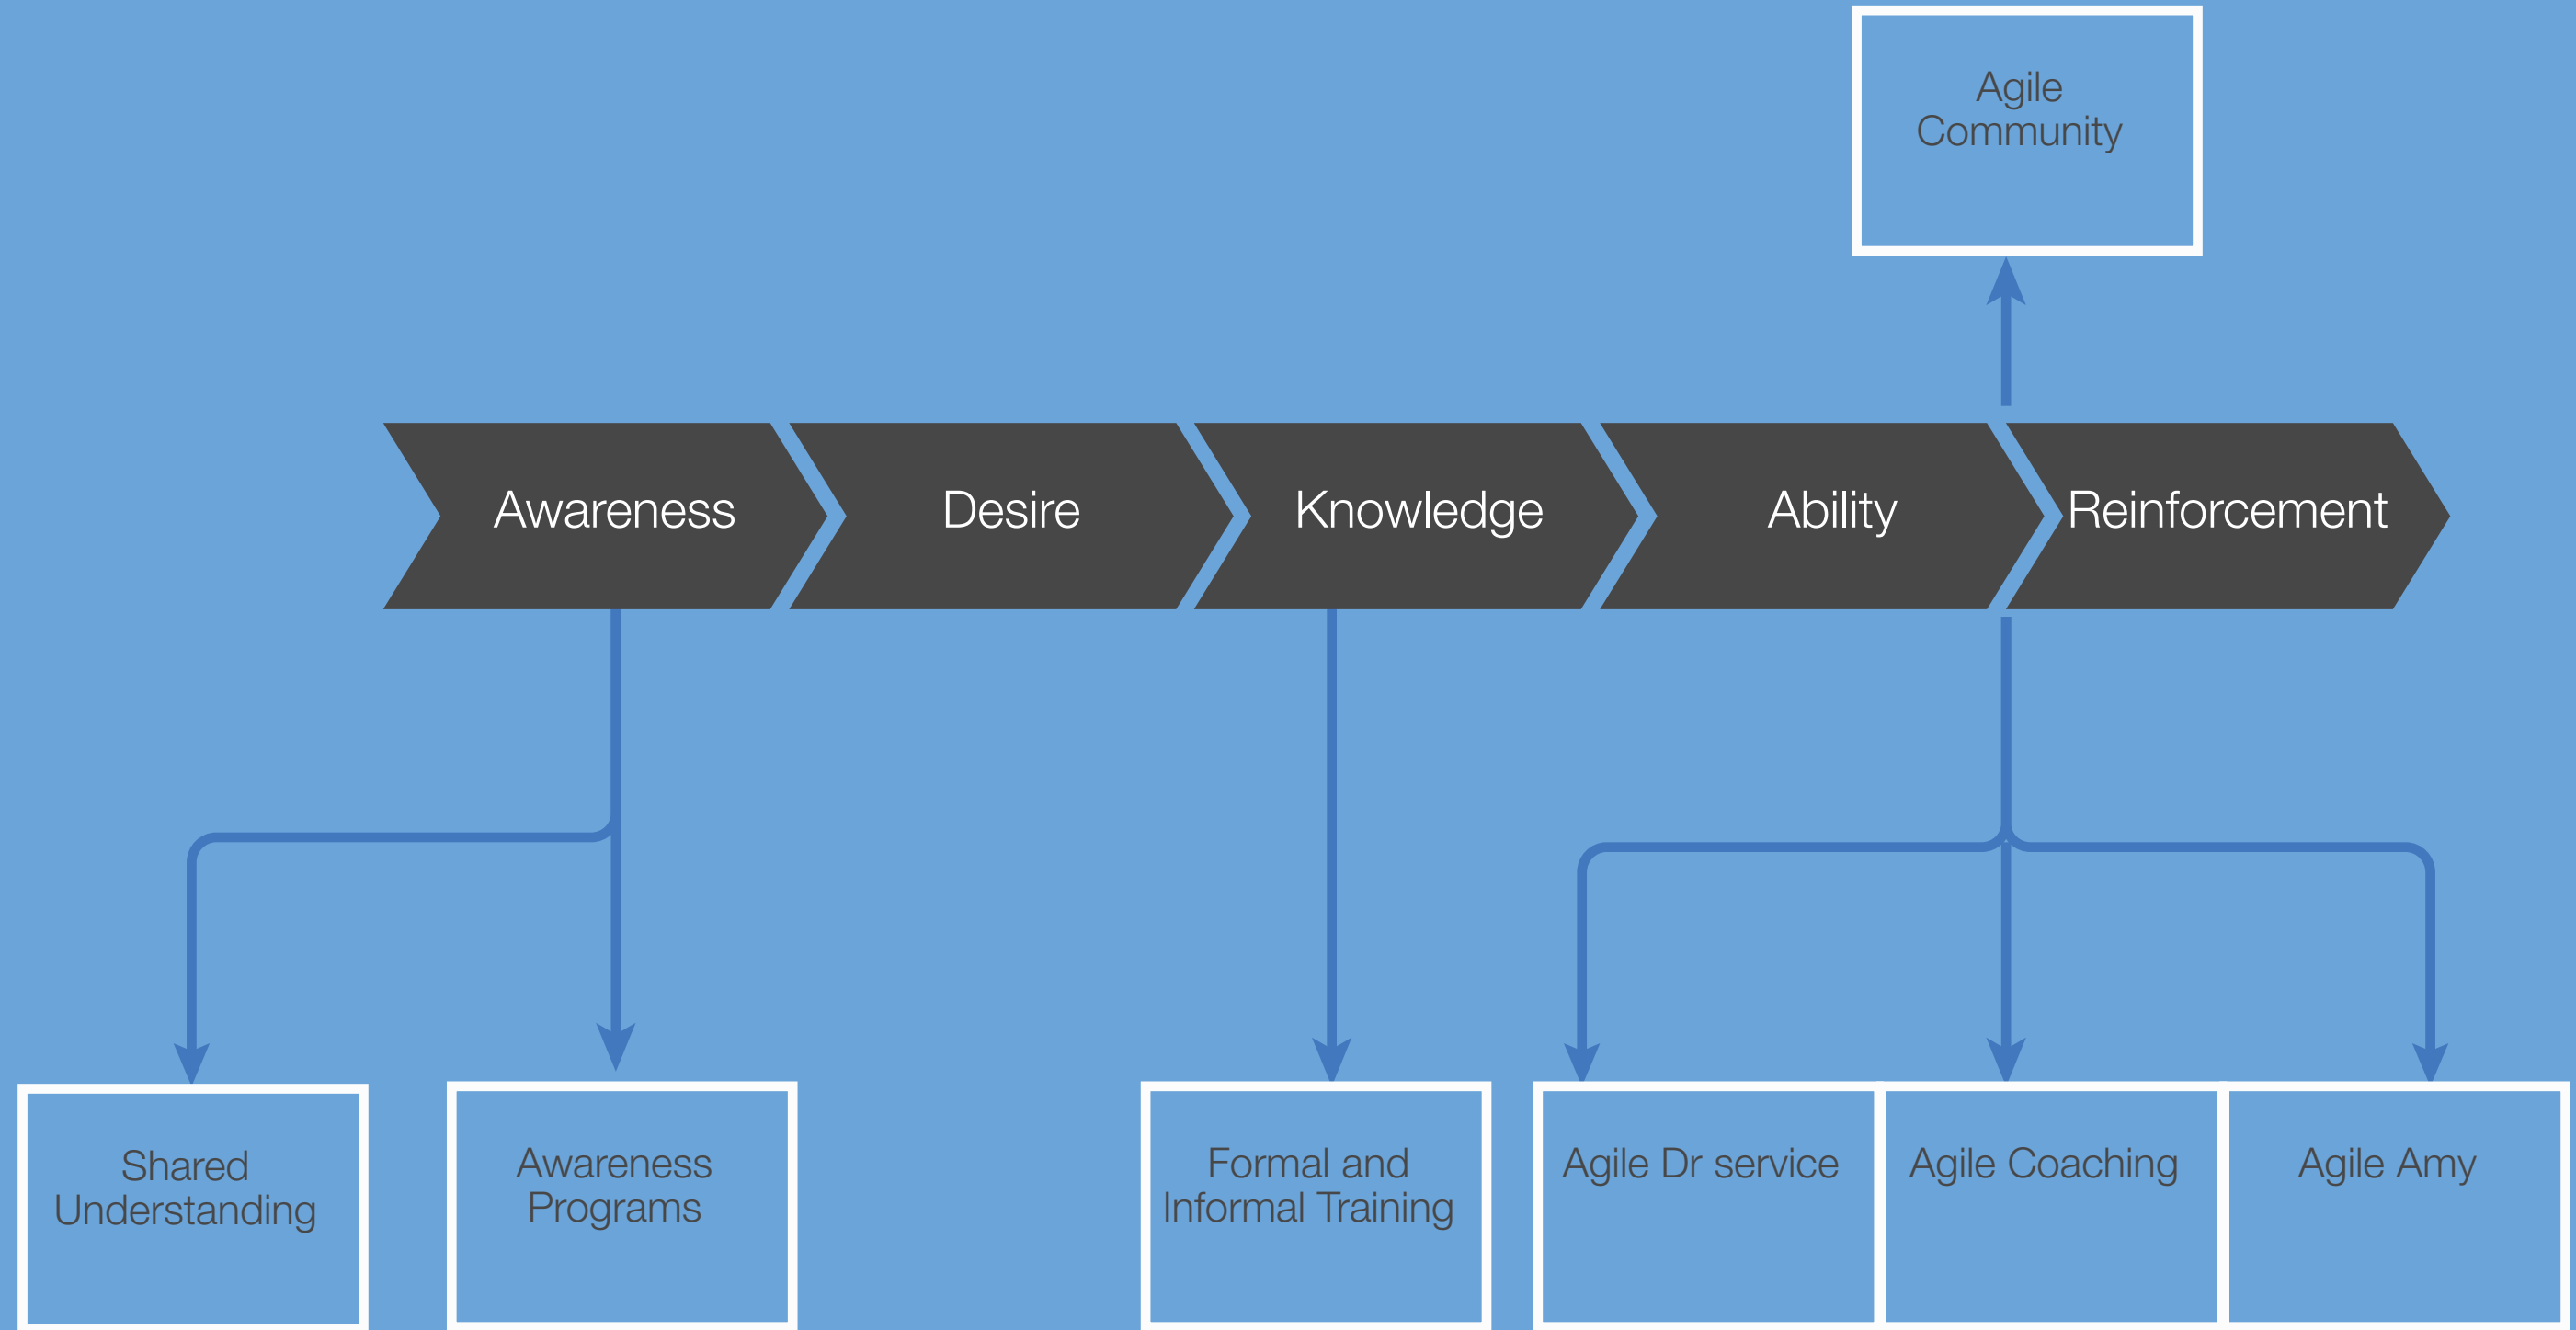 Agile
Community
Awareness
Desire
Knowledge
Ability
Reinforcement
Shared
Understanding
Awareness
Programs
Formal and
Informal Training
Agile Dr service
Agile Coaching
Agile Amy